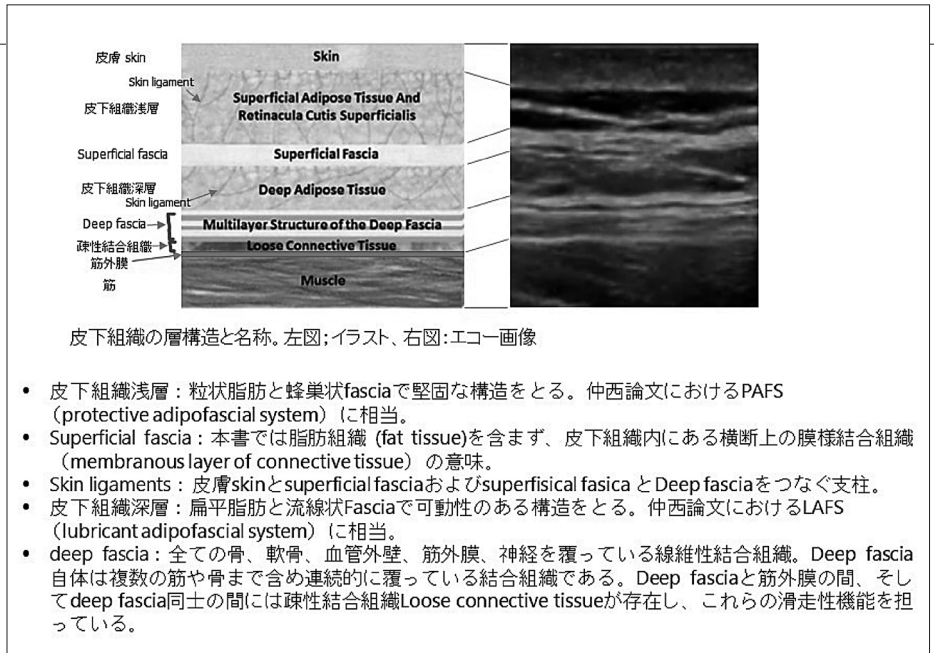 皮膚 skin
Skin
Skin ligament
Superficial Adipose Tissue And
Retinacula Cutis Superficialis
皮下組織浅層
Superficial fascia
Superficial Fascia
皮下組織深層
Deep Adipose Tissue
Skin ligament
Deep fascia
Multilayer Structure of the Deep Fascia
疎性結合組織
Loose Connective Tissue
筋外膜
筋
Muscle
皮下組織の層構造と名称。左図;イラスト、右図:エコー画像
• 皮下組織浅層：粒状脂肪と蜂巣状fasciaで堅固な構造をとる。仲西論文におけるPAFS
（protective adipofascial system）に相当。
• Superficial fascia：本書では脂肪組織 (fat tissue)を含まず、皮下組織内にある横断上の膜様結合組織
（membranous layer of connective tissue）の意味。
• Skin ligaments：皮膚skinとsuperficial fasciaおよびsuperfisical fasica とDeep fasciaをつなぐ支柱。
• 皮下組織深層：扁平脂肪と流線状Fasciaで可動性のある構造をとる。仲西論文におけるLAFS
（lubricant adipofascial system）に相当。
• deep fascia：全ての骨、軟骨、血管外壁、筋外膜、神経を覆っている線維性結合組織。Deep fascia
自体は複数の筋や骨まで含め連続的に覆っている結合組織である。Deep fasciaと筋外膜の間、そし
てdeep fascia同士の間には疎性結合組織Loose connective tissueが存在し、これらの滑走性機能を担
っている。